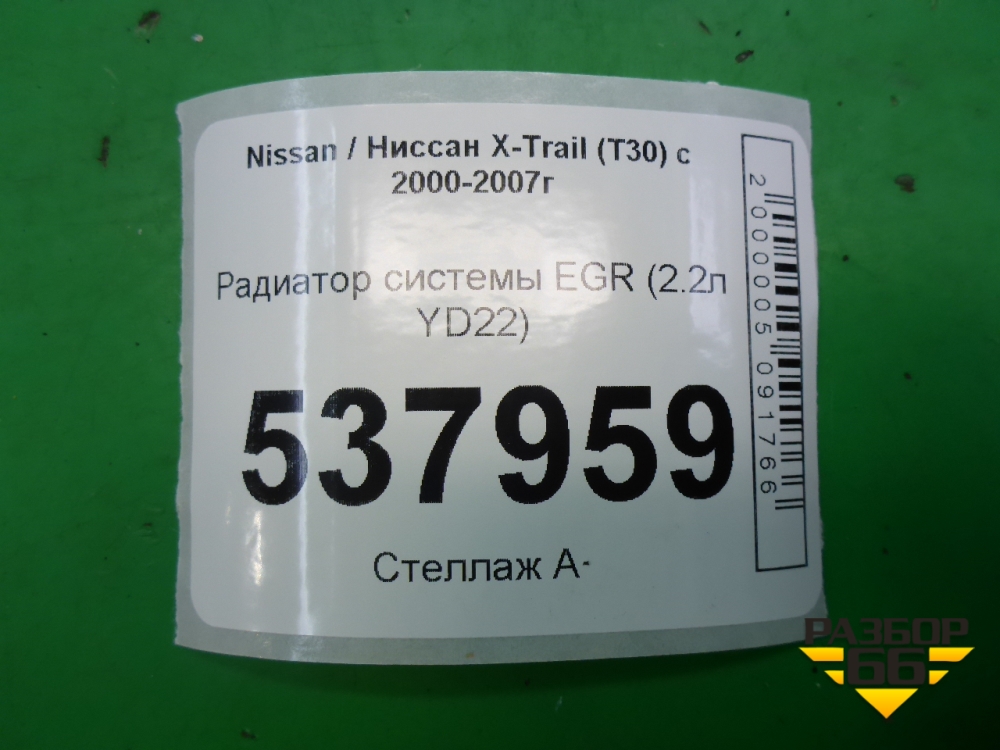 Nissan / Ниссан X-Trail (T30) с
2000-2007г
Радиатор системы EGR (2.2л
YD22)
537959
Стеллаж А-
2000005091766
РАЗБОР
66